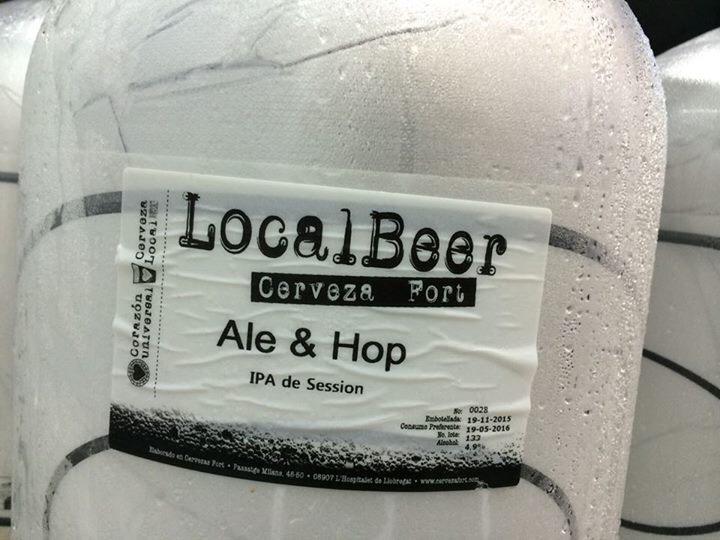 LocalBeer
Cerveza Fort
Ale & Hop
IPA de Session
Corazón Cerveza
universal Local
No: 0028
Embotellada: 19-11-2015
Consumo Preferente: 19-05-2016
No. lote: 133
Alcohol: 4.9%
Elaborado en Cervezas Fort • Passatge Milans, 48-50 • 08907 L'Hospitalet de Llobregat • www.cervezafort.com